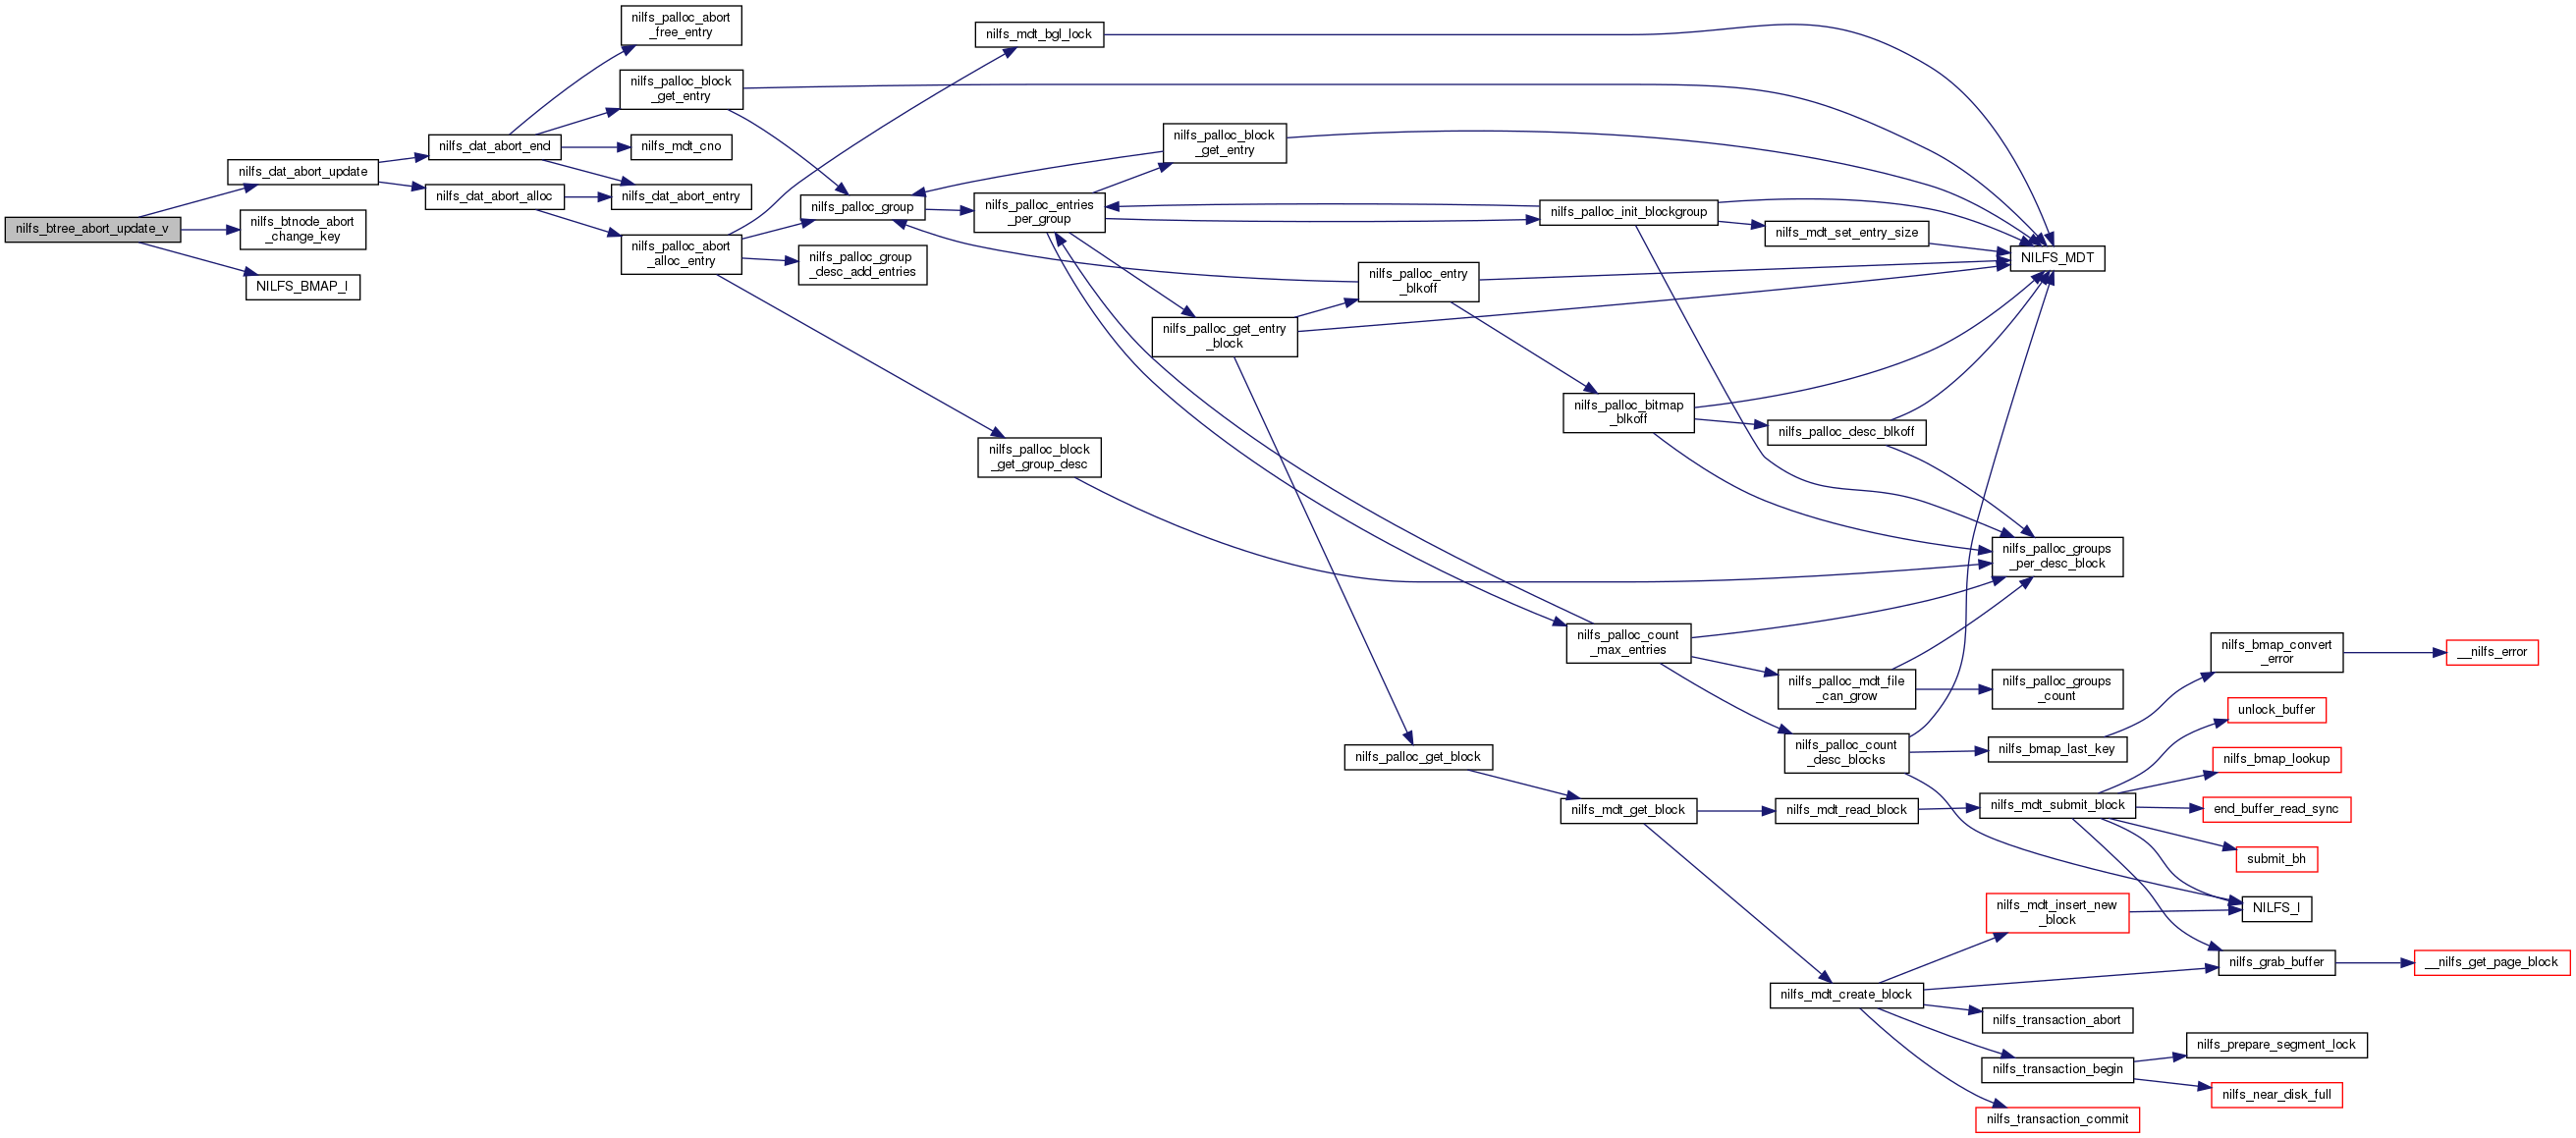 nilfs_btree_abort_update_v
nilfs_dat_abort_update
nilfs_btnode_abort
_change_key
NILFS_BMAP_I
nilfs_dat_abort_end
nilfs_dat_abort_alloc
nilfs_palloc_abort
_free_entry
nilfs_palloc_block
_get_entry
nilfs_mdt_cno
nilfs_dat_abort_entry
nilfs_palloc_abort
_alloc_entry
nilfs_palloc_group
nilfs_palloc_group
_desc_add_entries
nilfs_mdt_bgl_lock
nilfs_palloc_entries
_per_group
nilfs_palloc_block
_get_group_desc
nilfs_palloc_block
_get_entry
nilfs_palloc_get_entry
_block
nilfs_palloc_entry
_blkoff
nilfs_palloc_get_block
nilfs_palloc_init_blockgroup
nilfs_palloc_bitmap
_blkoff
nilfs_palloc_count
_max_entries
nilfs_mdt_get_block
nilfs_mdt_set_entry_size
nilfs_palloc_desc_blkoff
nilfs_palloc_mdt_file
_can_grow
nilfs_palloc_count
_desc_blocks
nilfs_mdt_read_block
nilfs_mdt_create_block
NILFS_MDT
nilfs_palloc_groups
_per_desc_block
nilfs_palloc_groups
_count
nilfs_bmap_last_key
nilfs_mdt_submit_block
nilfs_mdt_insert_new
_block
nilfs_transaction_abort
nilfs_transaction_begin
nilfs_transaction_commit
nilfs_bmap_convert
_error
unlock_buffer
nilfs_bmap_lookup
end_buffer_read_sync
submit_bh
NILFS_I
nilfs_grab_buffer
nilfs_prepare_segment_lock
nilfs_near_disk_full
__nilfs_error
__nilfs_get_page_block